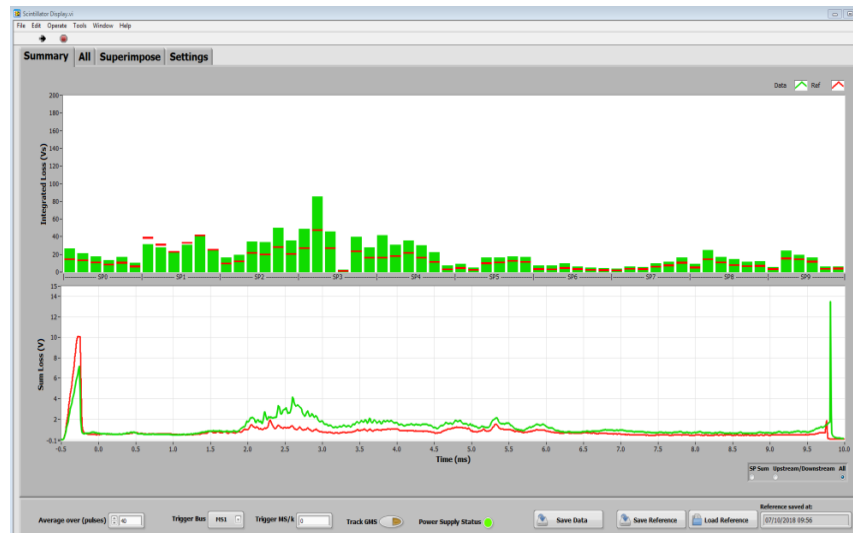 Scintillator Display.vi
File Edit Operate Tools Window Help
Summary All Superimpose Settings
Data Ref
Integrated Loss (Vs)
200
180
160
140
120
100
80
60
40
20
0
SP0 SP1 SP2 SP3 SP4 SP5 SP6 SP7 SP8 SP9
Sum Loss (V)
15
14
12
10
8
6
4
2
0
-0.1
-0.5 0.0 0.5 1.0 1.5 2.0 2.5 3.0 3.5 4.0 4.5 5.0 5.5 6.0 6.5 7.0 7.5 8.0 8.5 9.0 9.5 10.0
Time (ms)
SP Sum Upstream/Downstream All
Reference saved at:
Average over (pulses) 40 Trigger Bus MS1 Trigger MS/k 0 Track GMS Power Supply Status Save Data Save Reference Load Reference 07/10/2018 09:56